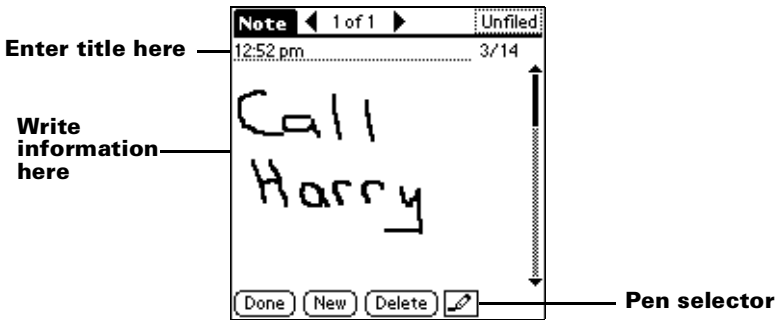 Note 1 of 1 Unfiled
Enter title here
12:52 pm 3/14
Call
Write
information
here
Harry
Done New Delete
Pen selector